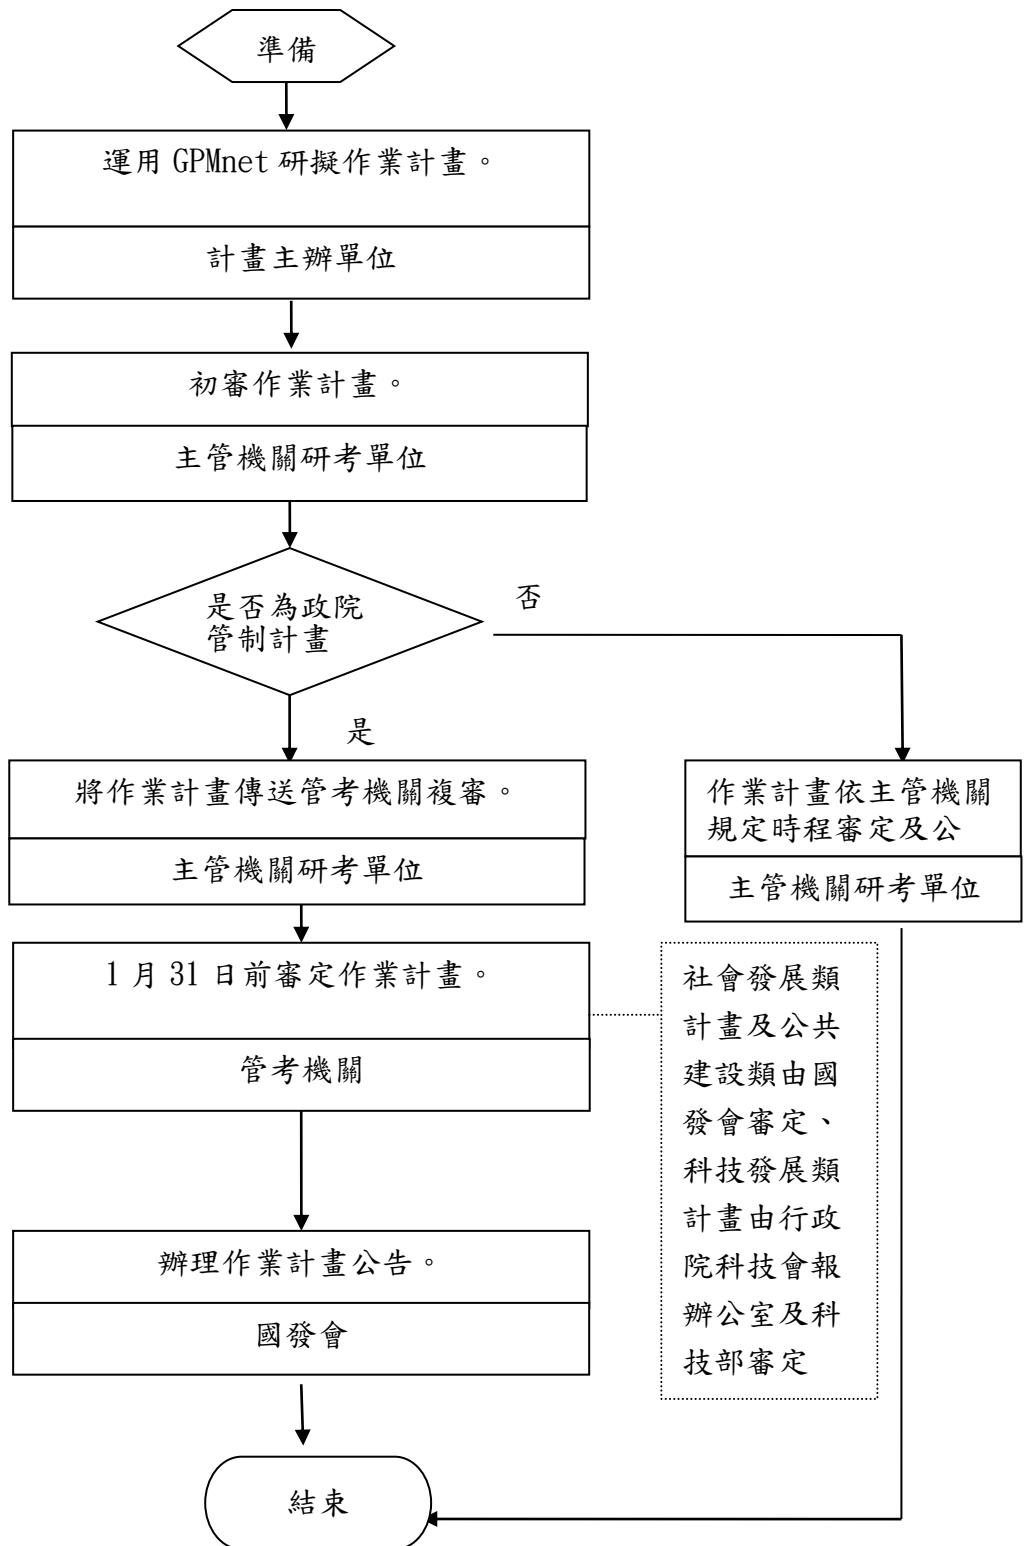 準備
運用 GPMnet 研擬作業計畫。
計畫主辦單位
初審作業計畫。
主管機關研考單位
是否為政院
管制計畫
否
是
將作業計畫傳送管考機關複審。
主管機關研考單位
作業計畫依主管機關
規定時程審定及公
主管機關研考單位
1 月 31 日前審定作業計畫。
管考機關
社會發展類
計畫及公共
建設類由國
發會審定、
科技發展類
計畫由行政
院科技會報
辦公室及科
技部審定
辦理作業計畫公告。
國發會
結束